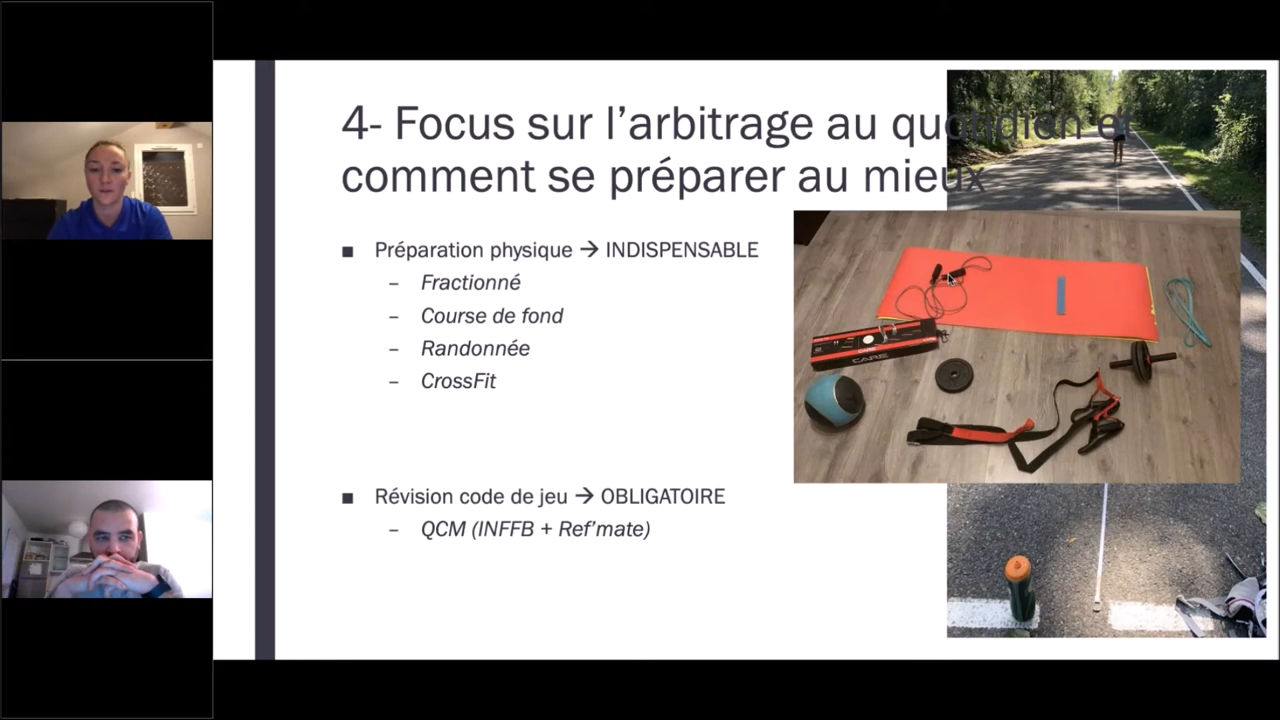 4- Focus sur l’arbitrage au quotidien et
comment se préparer au mieux
■ Préparation physique → INDISPENSABLE
– Fractionné
– Course de fond
– Randonnée
– CrossFit
■ Révision code de jeu → OBLIGATOIRE
– QCM (INFFB + Ref’mate)
CARE